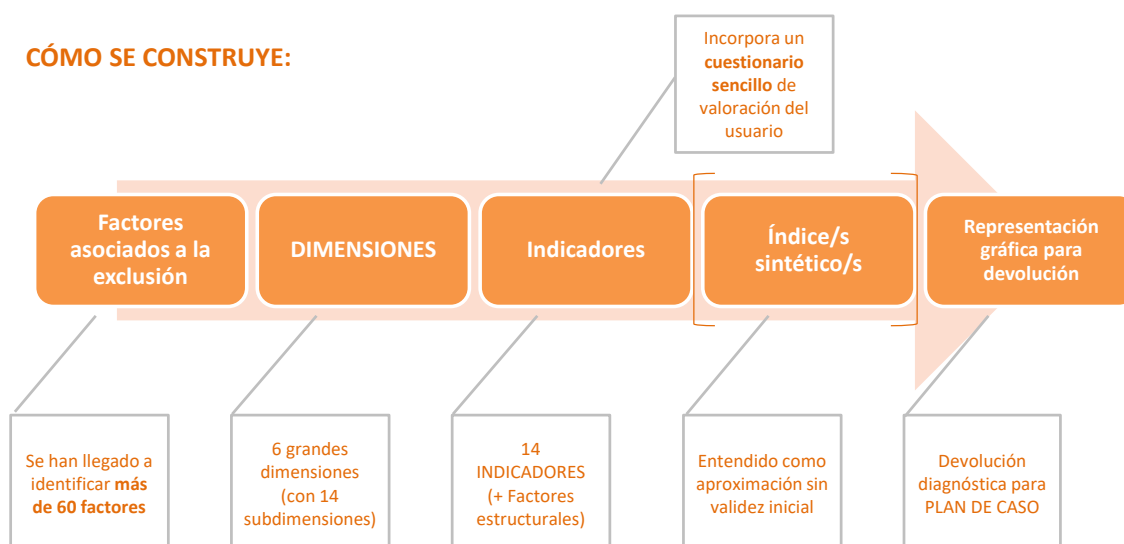 CÓMO SE CONSTRUYE:
Incorpora un
cuestionario
sencillo de
valoración del
usuario
Factores
asociados a la
exclusión
DIMENSIONES
Indicadores
Índice/s
sintético/s
Representación
gráfica para
devolución
Se han llegado a
identificar más
de 60 factores
6 grandes
dimensiones
(con 14
subdimensiones)
14
INDICADORES
(+ Factores
estructurales)
Entendido como
aproximación sin
validez inicial
Devolución
diagnóstica para
PLAN DE CASO